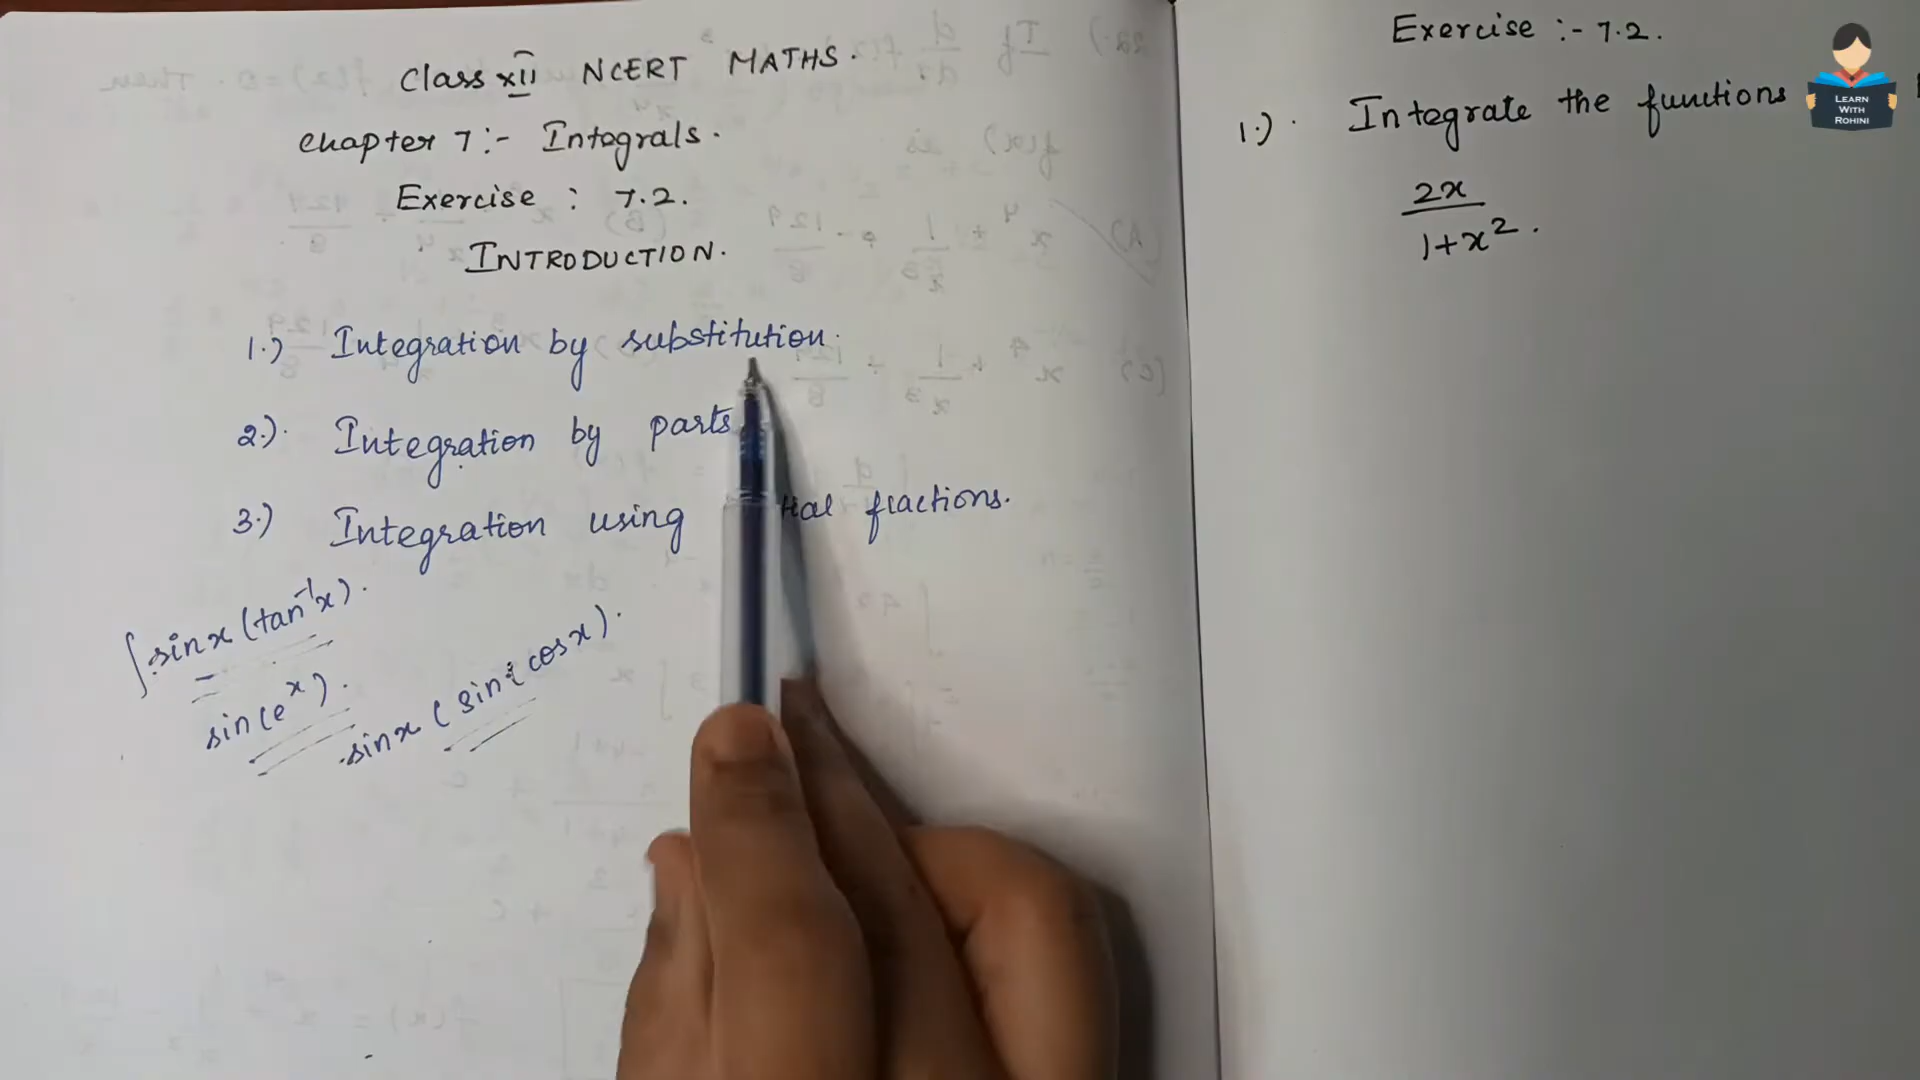 Class XII NCERT MATHS.
Chapter 7:- Integrals.
Exercise : 7.2.
INTRODUCTION.
1.) Integration by substitution.
2.) Integration by parts
3.) Integration using tial fractions.
∫sinx(tan⁻¹x).
sin(eˣ).
sinx(
cosx).
Exercise :- 7.2.
1.) Integrate the functions
2x
1+x².
LEARN
WITH
ROHINI